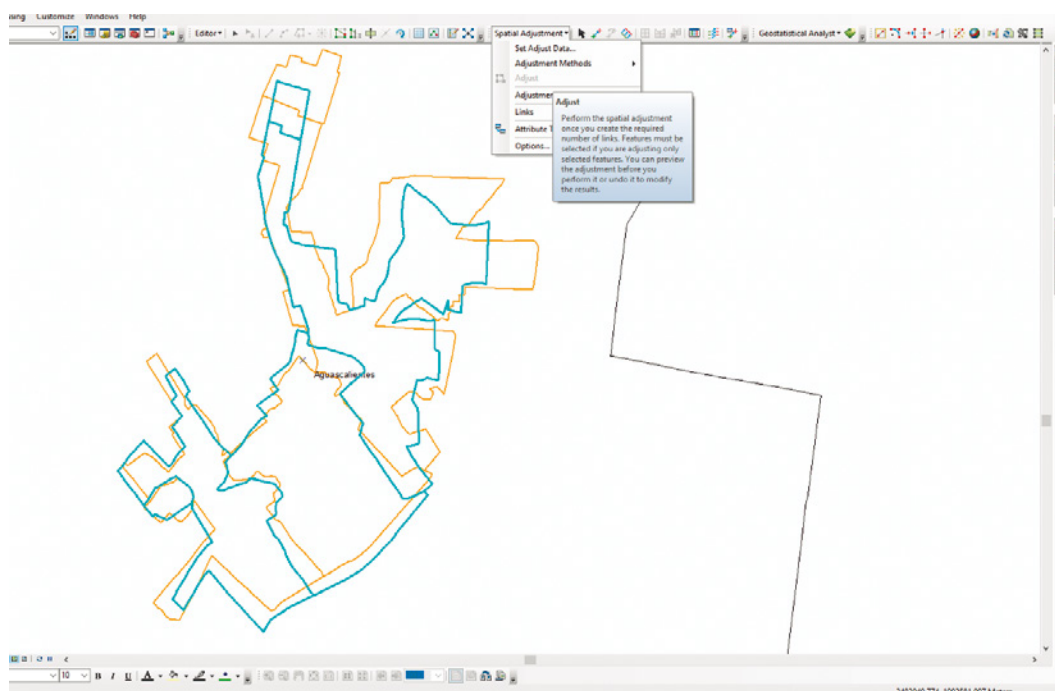 Customize Windows Help
Editor▾
Spatial Adjustment▾
Geostatistical Analyst▾
Set Adjust Data...
Adjustment Methods
Adjust
Links
Options...
Adjust
Perform the spatial adjustment
once you create the required
number of links. Features must be
selected if you are adjusting only
selected features. You can preview
the adjustment before you
perform it or undo it to modify
the results.
Aguascalientes
10
B I U A